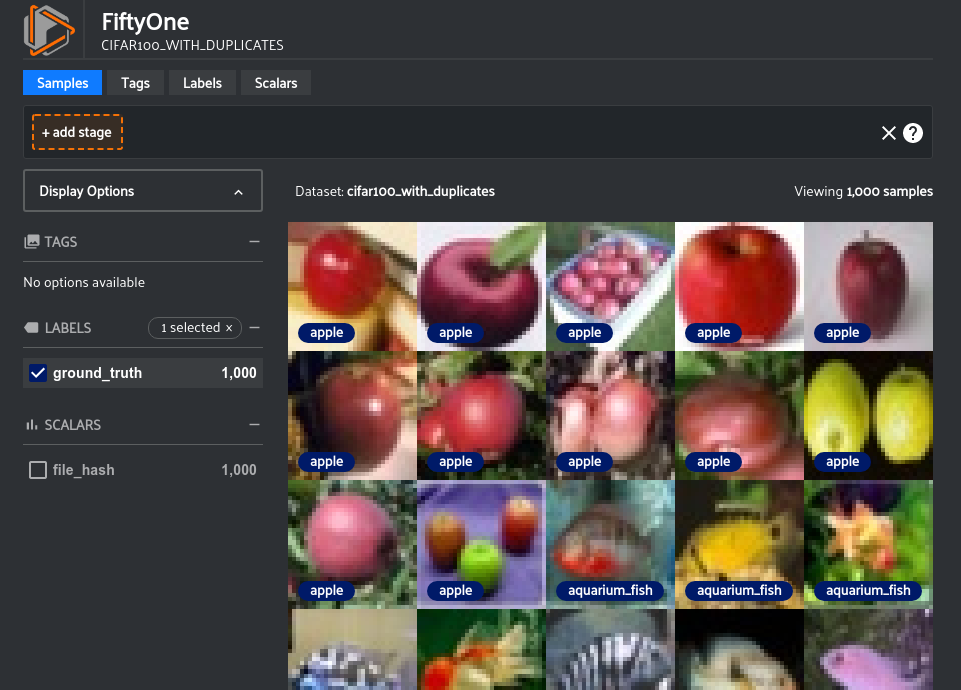 FiftyOne
CIFAR100_WITH_DUPLICATES
Samples Tags Labels Scalars
+ add stage
Display Options
Dataset: cifar100_with_duplicates Viewing 1,000 samples
TAGS
No options available
LABELS 1 selected ×
ground_truth 1,000
SCALARS
file_hash 1,000
apple apple apple apple apple
apple apple apple apple apple
apple apple aquarium_fish aquarium_fish aquarium_fish